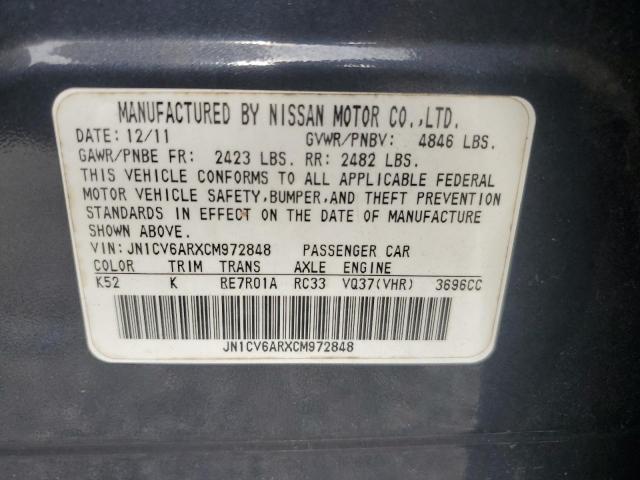 MANUFACTURED BY NISSAN MOTOR CO.,LTD.
DATE: 12/11 GVWR/PNBV: 4846 LBS.
GAWR/PNBE FR: 2423 LBS. RR: 2482 LBS.
THIS VEHICLE CONFORMS TO ALL APPLICABLE FEDERAL
MOTOR VEHICLE SAFETY,BUMPER,AND THEFT PREVENTION
STANDARDS IN EFFECT ON THE DATE OF MANUFACTURE
SHOWN ABOVE.
VIN: JN1CV6ARXCM972848 PASSENGER CAR
COLOR TRIM TRANS AXLE ENGINE
K52 K RE7R01A RC33 VQ37(VHR) 3696CC
JN1CV6ARXCM972848